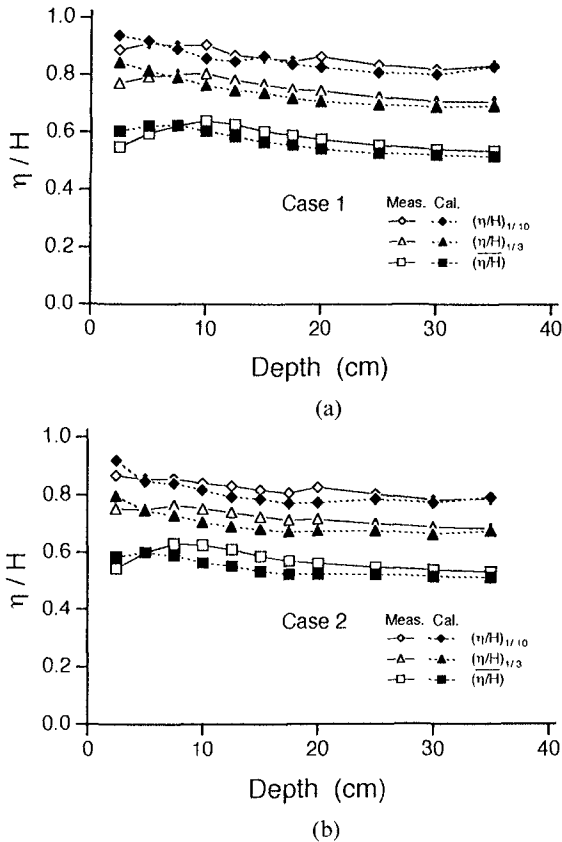 1.0
0.8
0.6
0.4
0.2
0.0
η / H
Case 1
Meas. Cal.
(η/H)1/10
(η/H)1/3
(η/H)
0 10 20 30 40
Depth (cm)
(a)
1.0
0.8
0.6
0.4
0.2
0.0
η / H
Case 2
Meas. Cal.
(η/H)1/10
(η/H)1/3
(η/H)
0 10 20 30 40
Depth (cm)
(b)